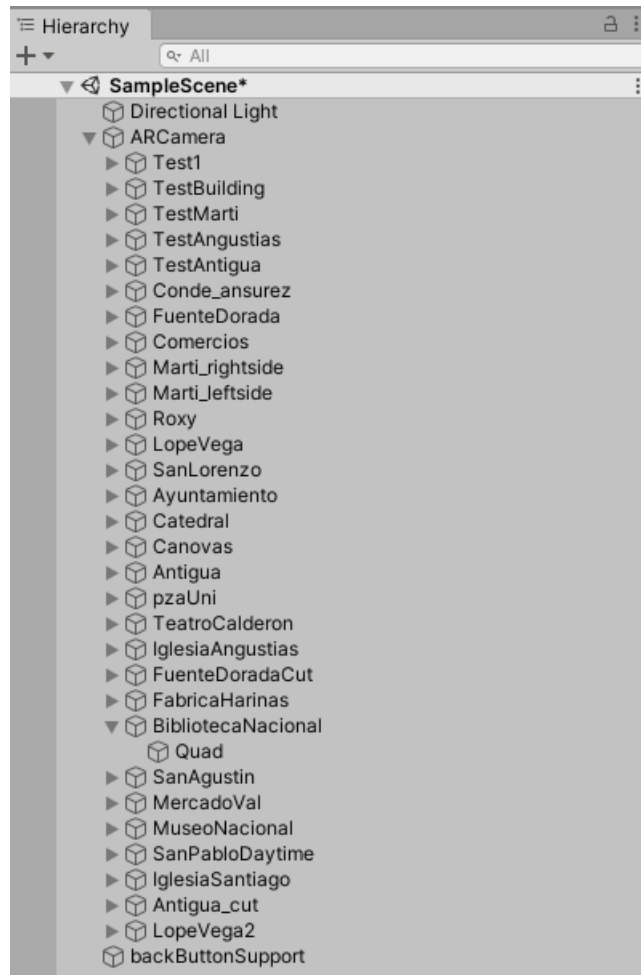 Hierarchy
All
SampleScene*
Directional Light
ARCamera
Test1
TestBuilding
TestMarti
TestAngustias
TestAntigua
Conde_ansurez
FuenteDorada
Comercios
Marti_rightside
Marti_leftside
Roxy
LopeVega
SanLorenzo
Ayuntamiento
Catedral
Canovas
Antigua
pzaUni
TeatroCalderon
IglesiaAngustias
FuenteDoradaCut
FabricaHarinas
BibliotecaNacional
Quad
SanAgustin
MercadoVal
MuseoNacional
SanPabloDaytime
IglesiaSantiago
Antigua_cut
LopeVega2
backButtonSupport